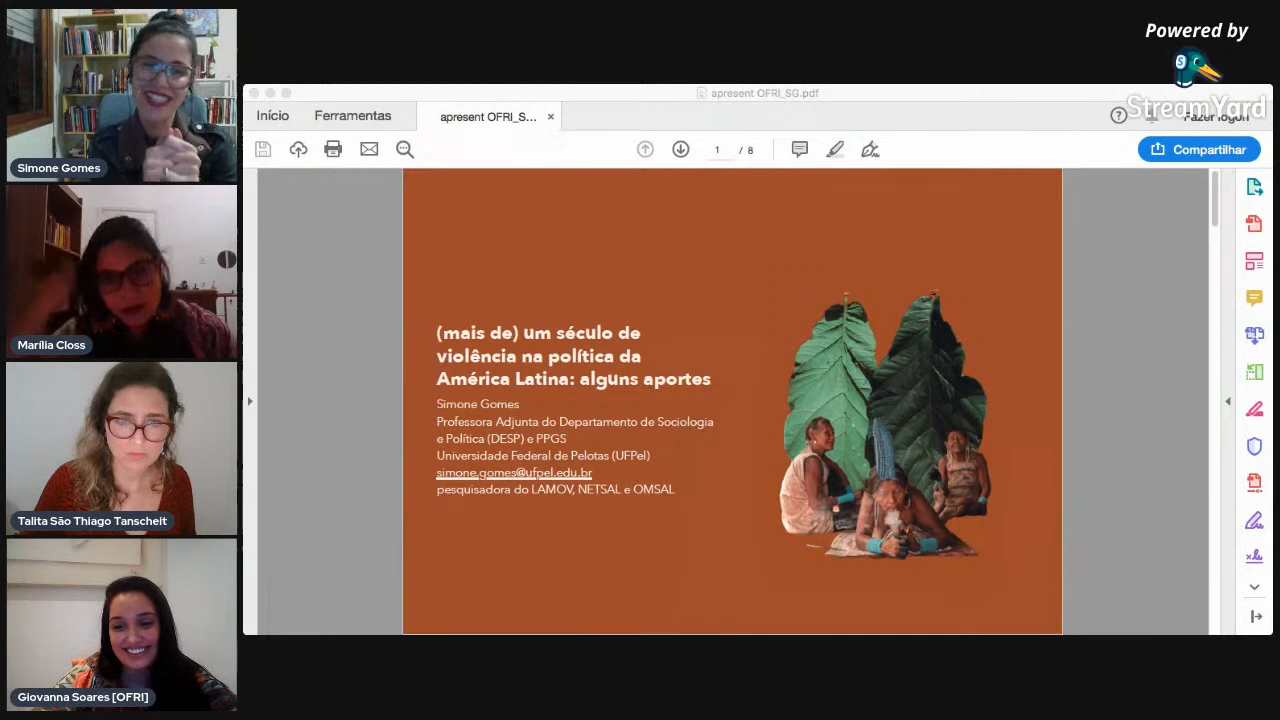 Powered by
StreamYard
Simone Gomes
Marília Closs
Talita São Thiago Tanscheit
Giovanna Soares [OFRI]
apresent OFRI_SG.pdf
Início
Ferramentas
apresent OFRI_S... ×
Fazer logon
1 / 8
Compartilhar
(mais de) um século de
violência na política da
América Latina: alguns aportes
Simone Gomes
Professora Adjunta do Departamento de Sociologia
e Política (DESP) e PPGS
Universidade Federal de Pelotas (UFPel)
simone.gomes@ufpel.edu.br
pesquisadora do LAMOV, NETSAL e OMSAL